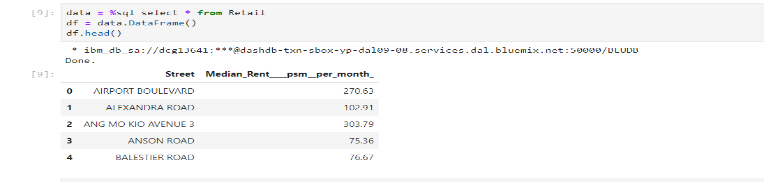 [9]: data = %sql select * from Retail
df = data.DataFrame()
df.head()
* ibm_db_sa://dcg13641:***@dashdb-txn-sbox-yp-dal09-08.services.dal.bluemix.net:50000/BLUDB
Done.
[9]: Street Median_Rent____psm__per_month_
0 AIRPORT BOULEVARD 270.63
1 ALEXANDRA ROAD 102.91
2 ANG MO KIO AVENUE 3 303.79
3 ANSON ROAD 75.36
4 BALESTIER ROAD 76.67